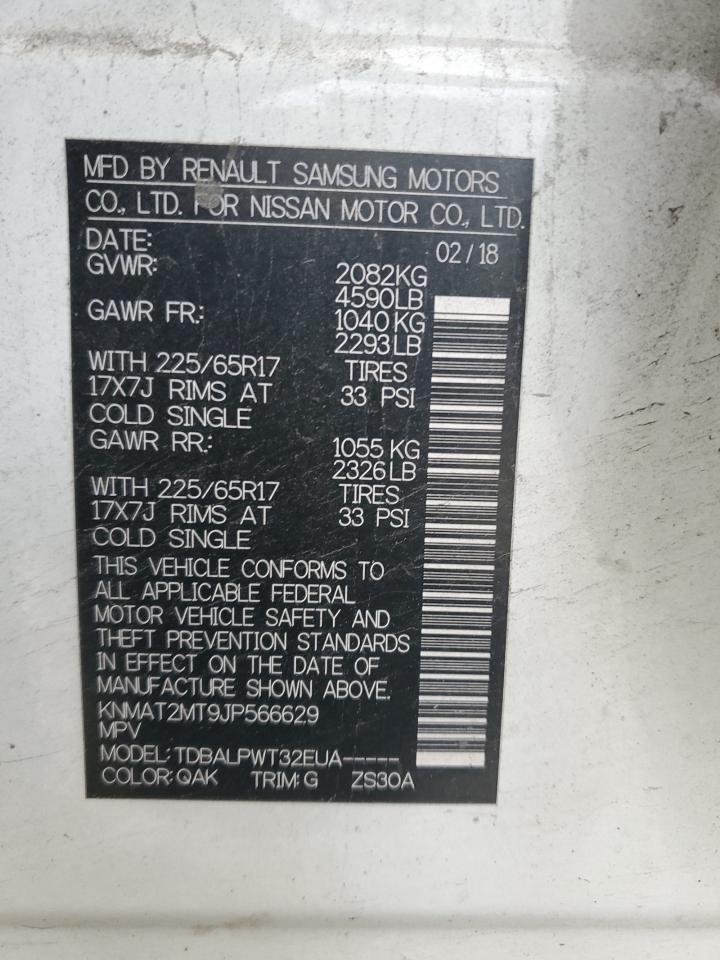 MFD BY RENAULT SAMSUNG MOTORS
CO., LTD. FOR NISSAN MOTOR CO., LTD.
DATE: 02 / 18
GVWR: 2082KG
4590LB
GAWR FR.: 1040 KG
2293 LB
WITH 225/65R17 TIRES
17X7J RIMS AT 33 PSI
COLD SINGLE
GAWR RR.: 1055 KG
2326 LB
WITH 225/65R17 TIRES
17X7J RIMS AT 33 PSI
COLD SINGLE
THIS VEHICLE CONFORMS TO
ALL APPLICABLE FEDERAL
MOTOR VEHICLE SAFETY AND
THEFT PREVENTION STANDARDS
IN EFFECT ON THE DATE OF
MANUFACTURE SHOWN ABOVE.
KNMAT2MT9JP566629
MPV
MODEL: TDBALPWT32EUA-----
COLOR: QAK TRIM: G ZS30A